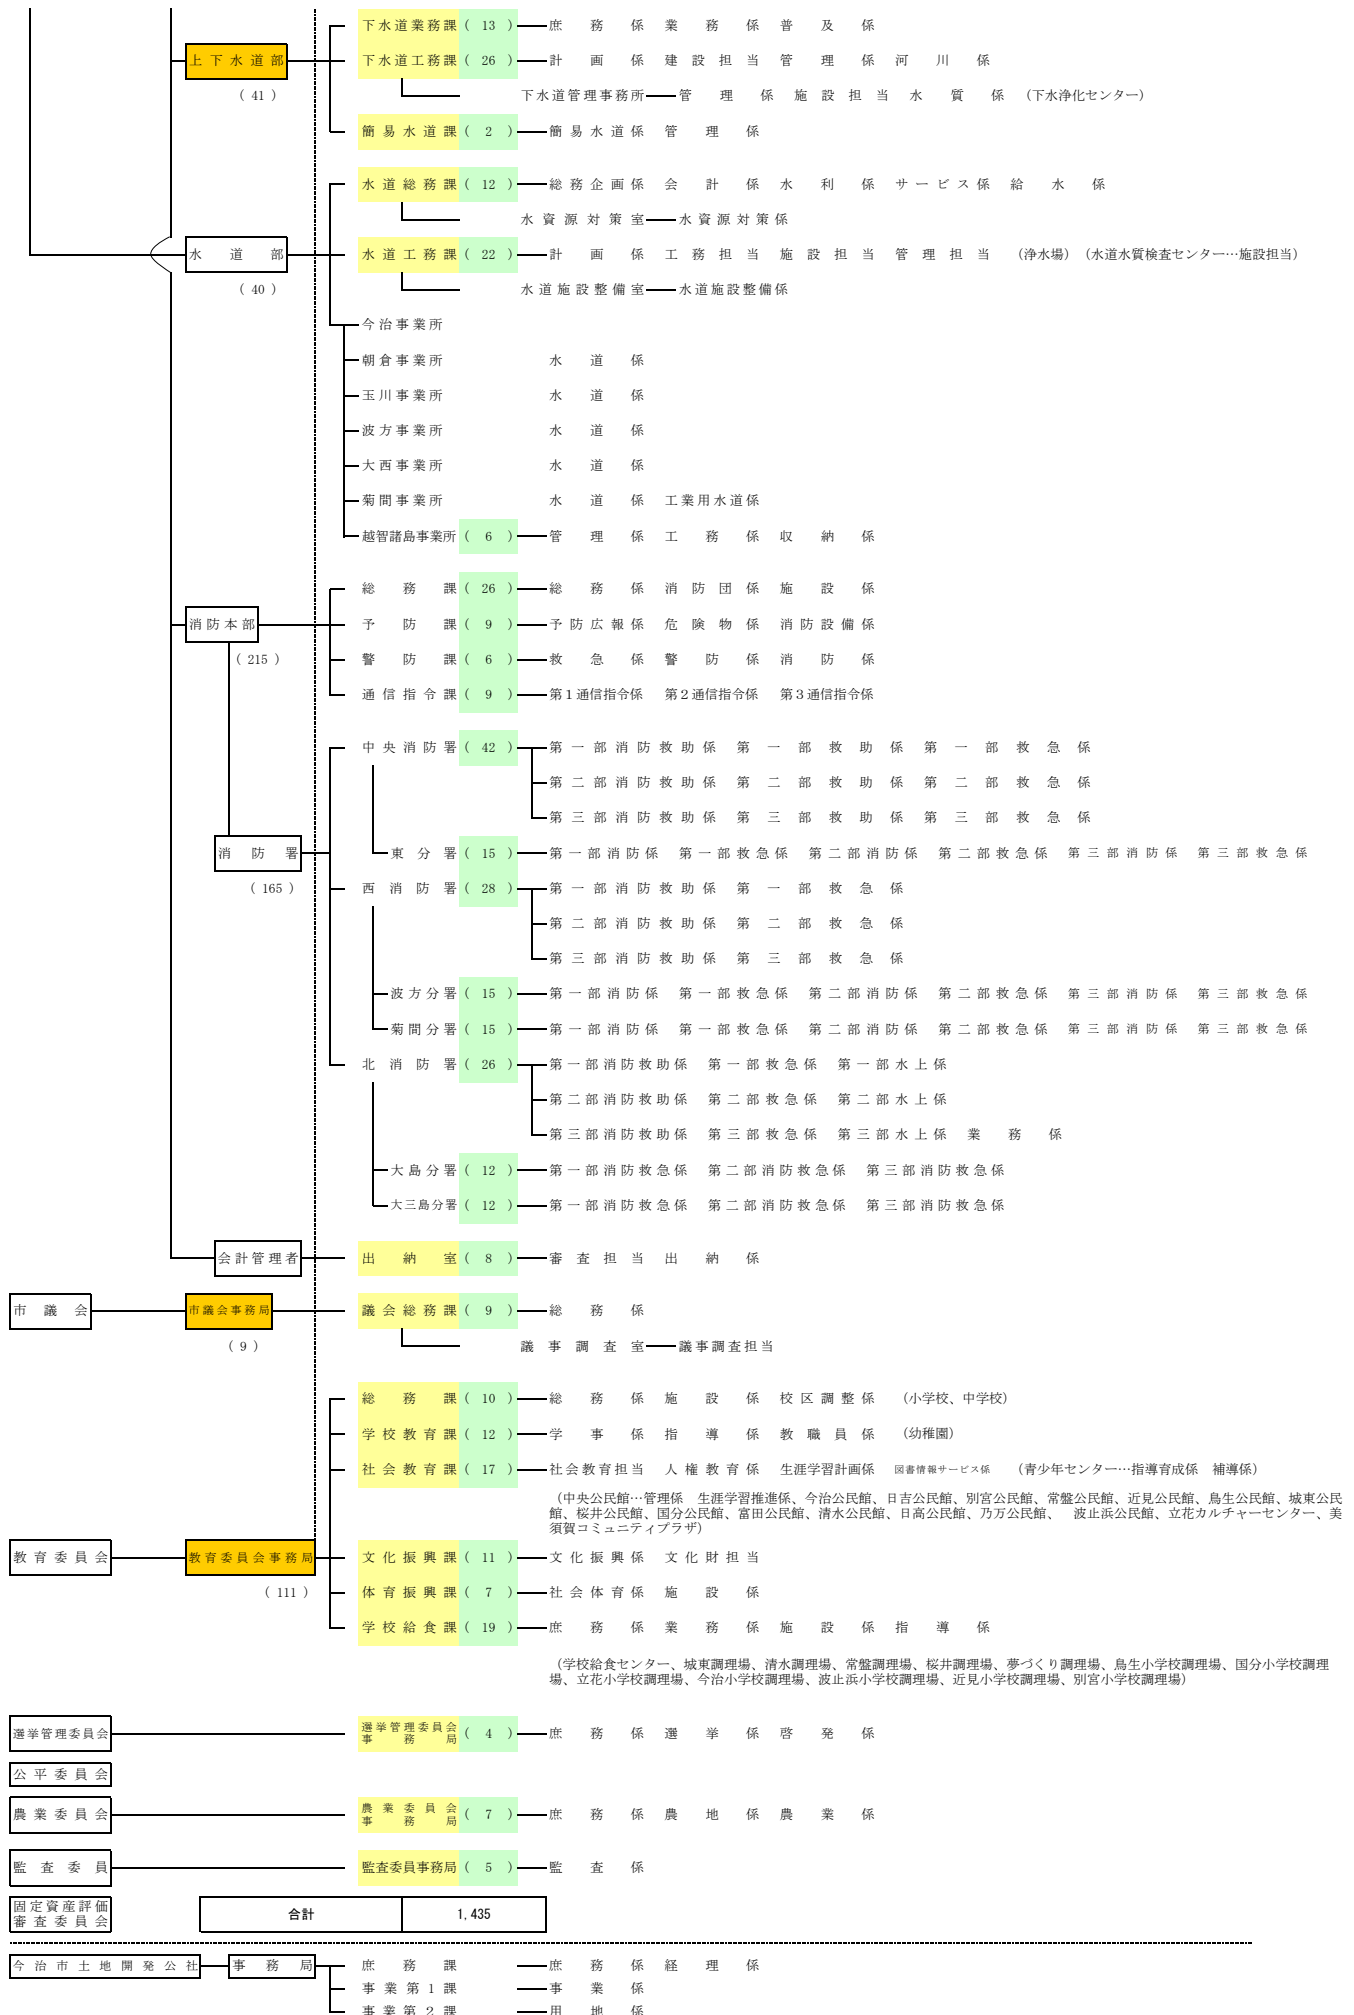 下水道業務課 ( 13 ) 庶務係 業務係 普及係
上下水道部 下水道工務課 ( 26 ) 計画係 建設担当 管理係 河川係
( 41 ) 下水道管理事務所 管理係 施設担当 水質係 (下水浄化センター)
簡易水道課 ( 2 ) 簡易水道係 管理係
水道総務課 ( 12 ) 総務企画係 会計係 水利係 サービス係 給水係
水資源対策室 水資源対策係
水道部 水道工務課 ( 22 ) 計画係 工務担当 施設担当 管理担当 (浄水場) (水道水質検査センター…施設担当)
( 40 ) 水道施設整備室 水道施設整備係
今治事業所
朝倉事業所 水道係
玉川事業所 水道係
波方事業所 水道係
大西事業所 水道係
菊間事業所 水道係 工業用水道係
越智諸島事業所 ( 6 ) 管理係 工務係 収納係
総務課 ( 26 ) 総務係 消防団係 施設係
消防本部 予防課 ( 9 ) 予防広報係 危険物係 消防設備係
( 215 ) 警防課 ( 6 ) 救急係 警防係 消防係
通信指令課 ( 9 ) 第1通信指令係 第2通信指令係 第3通信指令係
中央消防署 ( 42 ) 第一部消防救助係 第一部救助係 第一部救急係
第二部消防救助係 第二部救助係 第二部救急係
第三部消防救助係 第三部救助係 第三部救急係
消防署 東分署 ( 15 ) 第一部消防係 第一部救急係 第二部消防係 第二部救急係 第三部消防係 第三部救急係
( 165 ) 西消防署 ( 28 ) 第一部消防救助係 第一部救急係
第二部消防救助係 第二部救急係
第三部消防救助係 第三部救急係
波方分署 ( 15 ) 第一部消防係 第一部救急係 第二部消防係 第二部救急係 第三部消防係 第三部救急係
菊間分署 ( 15 ) 第一部消防係 第一部救急係 第二部消防係 第二部救急係 第三部消防係 第三部救急係
北消防署 ( 26 ) 第一部消防救助係 第一部救急係 第一部水上係
第二部消防救助係 第二部救急係 第二部水上係
第三部消防救助係 第三部救急係 第三部水上係 業務係
大島分署 ( 12 ) 第一部消防救急係 第二部消防救急係 第三部消防救急係
大三島分署 ( 12 ) 第一部消防救急係 第二部消防救急係 第三部消防救急係
会計管理者 出納室 ( 8 ) 審査担当 出納係
市議会 市議会事務局 議会総務課 ( 9 ) 総務係
( 9 ) 議事調査室 議事調査担当
総務課 ( 10 ) 総務係 施設係 校区調整係 (小学校、中学校)
学校教育課 ( 12 ) 学事係 指導係 教職員係 (幼稚園)
社会教育課 ( 17 ) 社会教育担当 人権教育係 生涯学習計画係 図書情報サービス係 (青少年センター…指導育成係 補導係)
(中央公民館…管理係 生涯学習推進係、今治公民館、日吉公民館、別宮公民館、常盤公民館、近見公民館、鳥生公民館、城東公民
館、桜井公民館、国分公民館、富田公民館、清水公民館、日高公民館、乃万公民館、 波止浜公民館、立花カルチャーセンター、美
須賀コミュニティプラザ)
教育委員会 教育委員会事務局 文化振興課 ( 11 ) 文化振興係 文化財担当
( 111 ) 体育振興課 ( 7 ) 社会体育係 施設係
学校給食課 ( 19 ) 庶務係 業務係 施設係 指導係
(学校給食センター、城東調理場、清水調理場、常盤調理場、桜井調理場、夢づくり調理場、鳥生小学校調理場、国分小学校調理
場、立花小学校調理場、今治小学校調理場、波止浜小学校調理場、近見小学校調理場、別宮小学校調理場)
選挙管理委員会 選挙管理委員会事務局 ( 4 ) 庶務係 選挙係 啓発係
公平委員会
農業委員会 農業委員会事務局 ( 7 ) 庶務係 農地係 農業係
監査委員 監査委員事務局 ( 5 ) 監査係
固定資産評価
審査委員会 合計 1,435
今治市土地開発公社 事務局 庶務課 庶務係 経理係
事業第1課 事業係
事業第2課 用地係